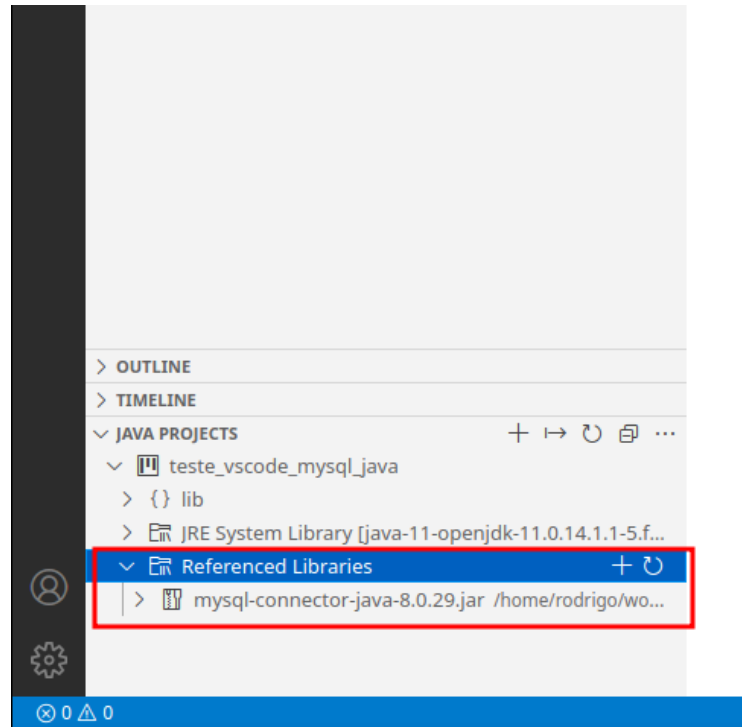 OUTLINE
TIMELINE
JAVA PROJECTS
teste_vscode_mysql_java
{} lib
JRE System Library [java-11-openjdk-11.0.14.1.1-5.f...
Referenced Libraries
mysql-connector-java-8.0.29.jar /home/rodrigo/wo...
0 0